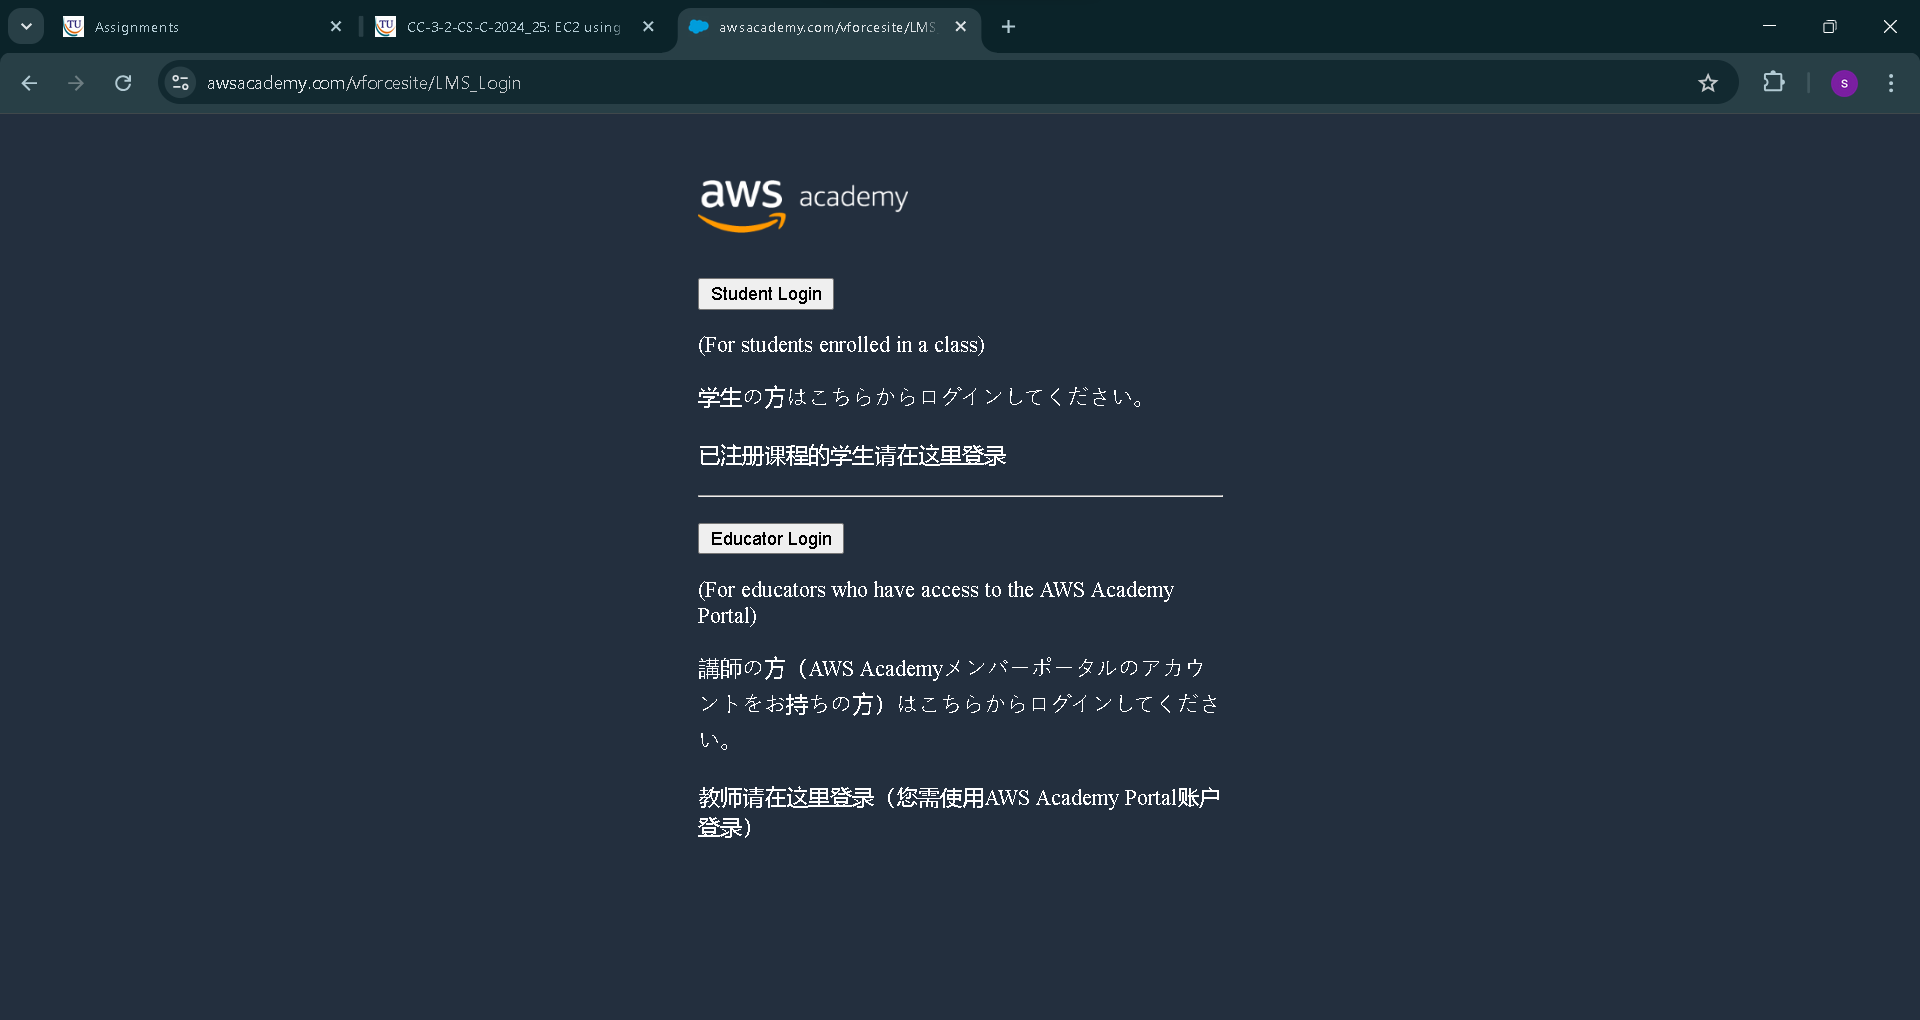 Assignments
CC-3-2-CS-C-2024_25: EC2 using
awsacademy.com/vforcesite/LMS
awsacademy.com/vforcesite/LMS_Login
s
aws academy
Student Login
(For students enrolled in a class)
学生の方はこちらからログインしてください。
已注册课程的学生请在这里登录
Educator Login
(For educators who have access to the AWS Academy
Portal)
講師の方（AWS Academyメンバーポータルのアカウ
ントをお持ちの方）はこちらからログインしてくださ
い。
教师请在这里登录（您需使用AWS Academy Portal账户
登录）